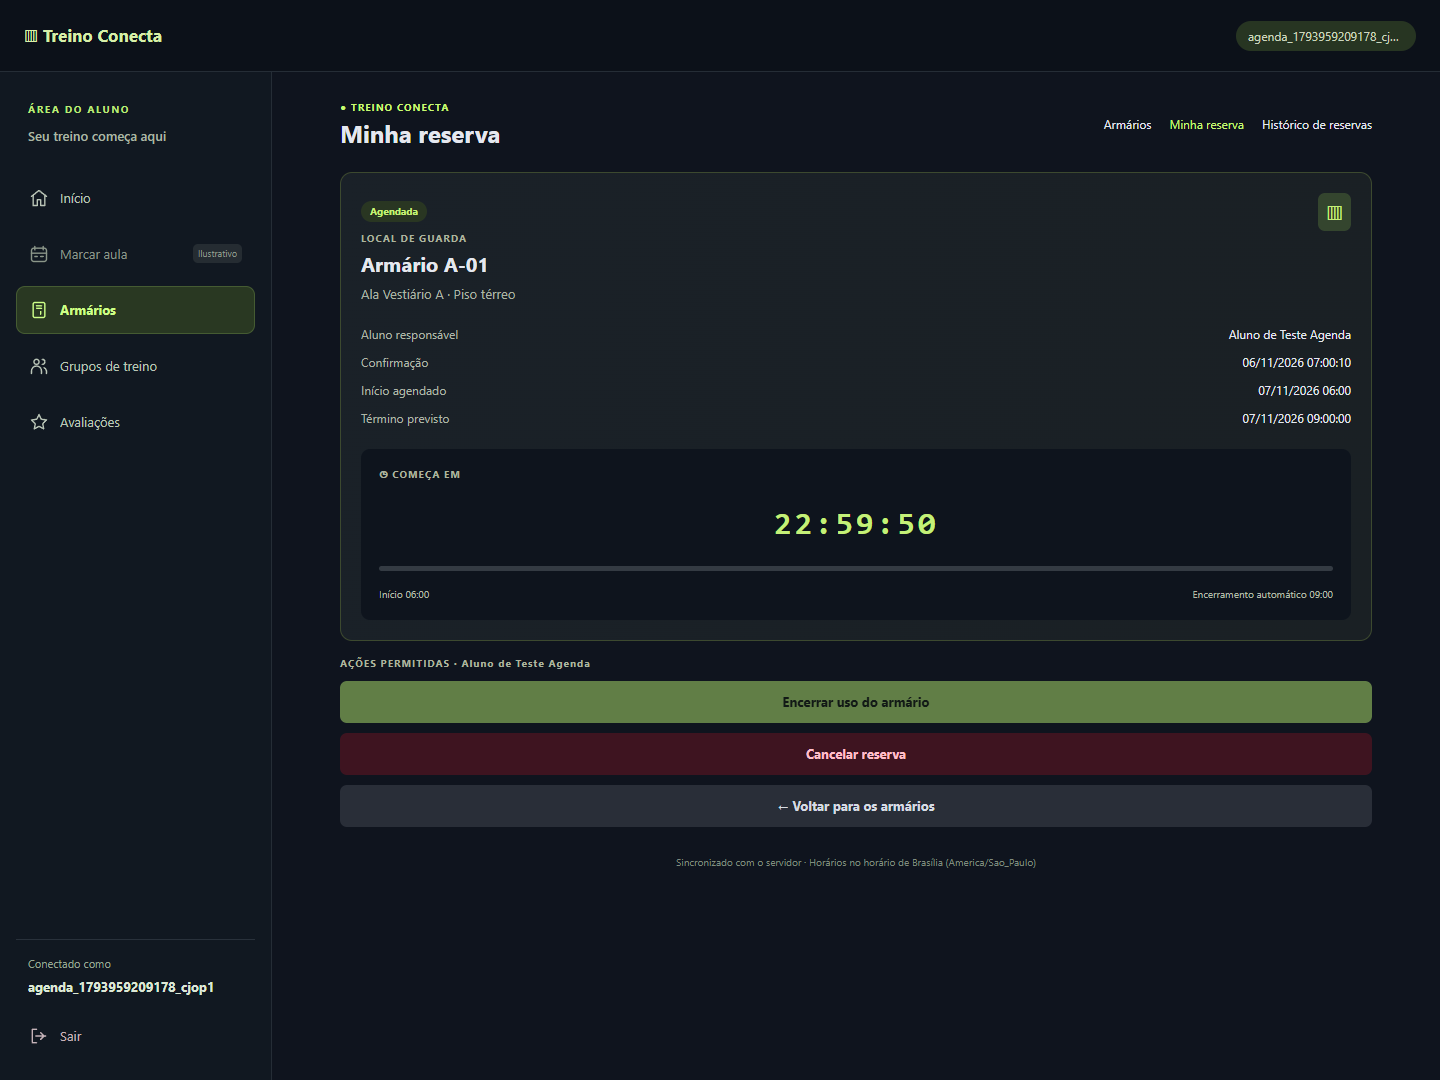 Treino Conecta
agenda_1793959209178_cj...
ÁREA DO ALUNO
Seu treino começa aqui
Início
Marcar aula
Ilustrativo
Armários
Grupos de treino
Avaliações
Conectado como
agenda_1793959209178_cjop1
Sair
• TREINO CONECTA
Minha reserva
Armários
Minha reserva
Histórico de reservas
Agendada
LOCAL DE GUARDA
Armário A-01
Ala Vestiário A · Piso térreo
Aluno responsável
Aluno de Teste Agenda
Confirmação
06/11/2026 07:00:10
Início agendado
07/11/2026 06:00
Término previsto
07/11/2026 09:00:00
COMEÇA EM
22:59:50
Início 06:00
Encerramento automático 09:00
AÇÕES PERMITIDAS · Aluno de Teste Agenda
Encerrar uso do armário
Cancelar reserva
← Voltar para os armários
Sincronizado com o servidor · Horários no horário de Brasília (America/Sao_Paulo)